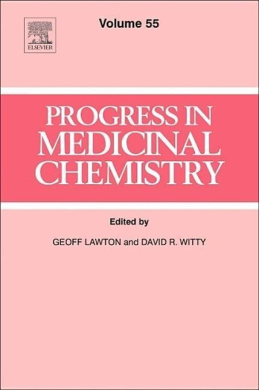 ELSEVIER
Volume 55
PROGRESS IN
MEDICINAL
CHEMISTRY
Edited by
GEOFF LAWTON and DAVID R. WITTY